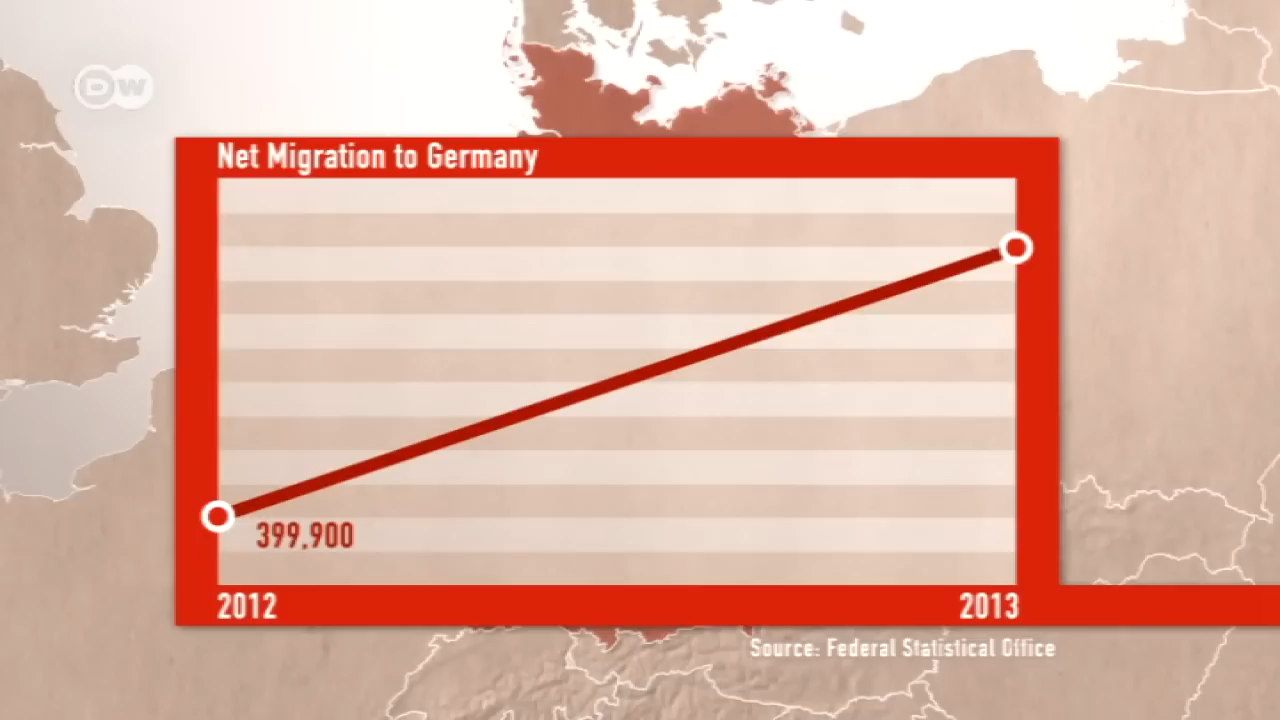 DW
Net Migration to Germany
399,900
2012
2013
Source: Federal Statistical Office